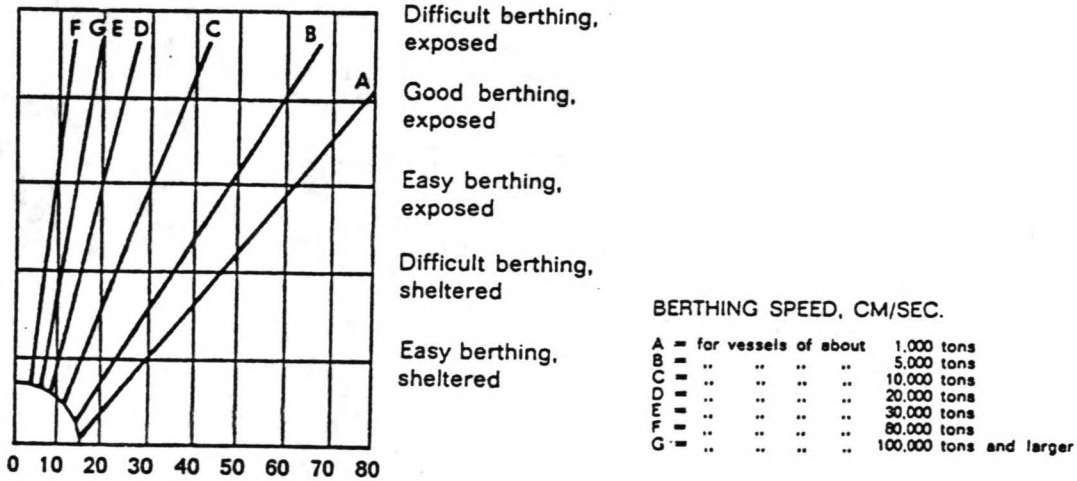 F G E D C B
A
Difficult berthing,
exposed
Good berthing,
exposed
Easy berthing,
exposed
Difficult berthing,
sheltered
Easy berthing,
sheltered
0 10 20 30 40 50 60 70 80
BERTHING SPEED, CM/SEC.
A = for vessels of about 1,000 tons
B = ,, ,, ,, ,, 5,000 tons
C = ,, ,, ,, ,, 10,000 tons
D = ,, ,, ,, ,, 20,000 tons
E = ,, ,, ,, ,, 30,000 tons
F = ,, ,, ,, ,, 80,000 tons
G = ,, ,, ,, ,, 100,000 tons and larger